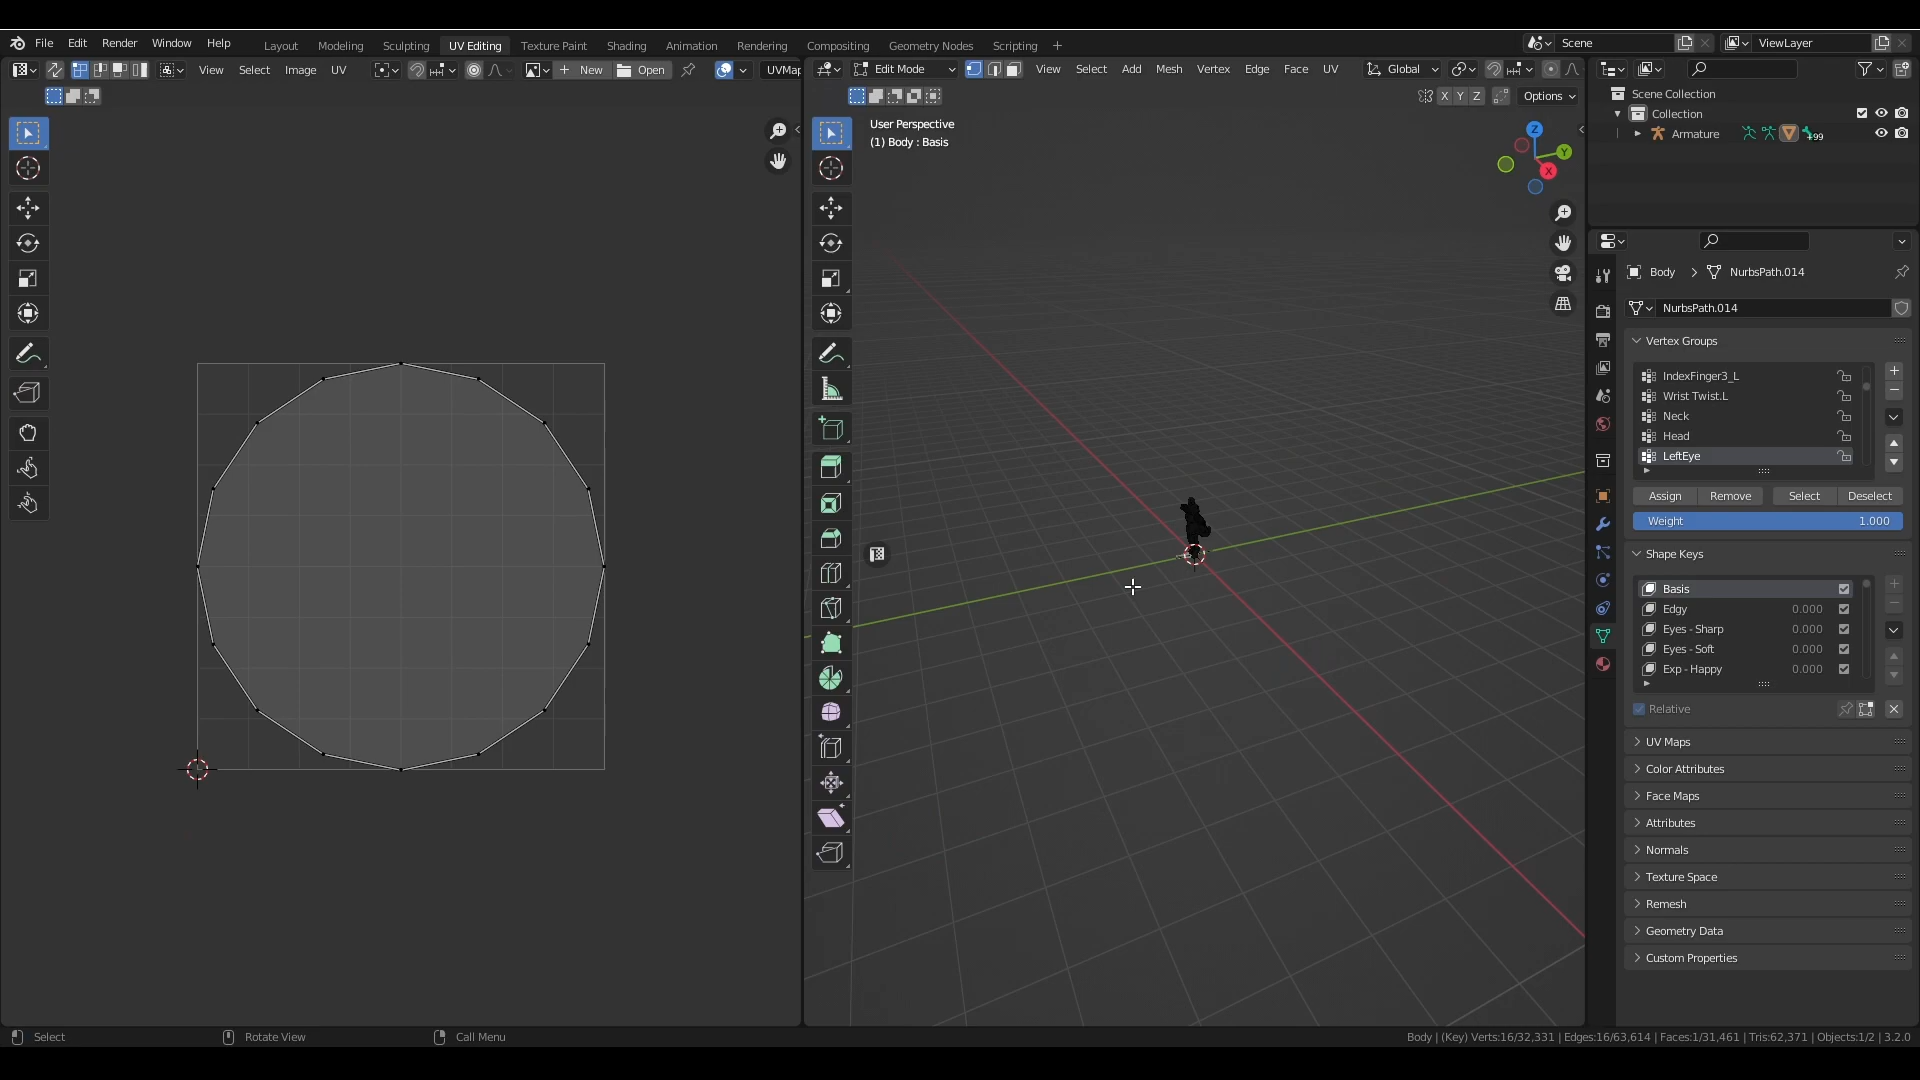 File Edit Render Window Help Layout Modeling Sculpting UV Editing Texture Paint Shading Animation Rendering Compositing Geometry Nodes Scripting + Scene ViewLayer
View Select Image UV New Open UVMap Edit Mode View Select Add Mesh Vertex Edge Face UV Global
X Y Z Options
User Perspective
(1) Body : Basis
Z
Y
X
Scene Collection
Collection
Armature +99
Body > NurbsPath.014
NurbsPath.014
Vertex Groups
IndexFinger3_L
Wrist Twist.L
Neck
Head
LeftEye
Assign Remove Select Deselect
Weight 1.000
Shape Keys
Basis
Edgy 0.000
Eyes - Sharp 0.000
Eyes - Soft 0.000
Exp - Happy 0.000
Relative
UV Maps
Color Attributes
Face Maps
Attributes
Normals
Texture Space
Remesh
Geometry Data
Custom Properties
Select Rotate View Call Menu Body | (Key) Verts:16/32,331 | Edges:16/63,614 | Faces:1/31,461 | Tris:62,371 | Objects:1/2 | 3.2.0